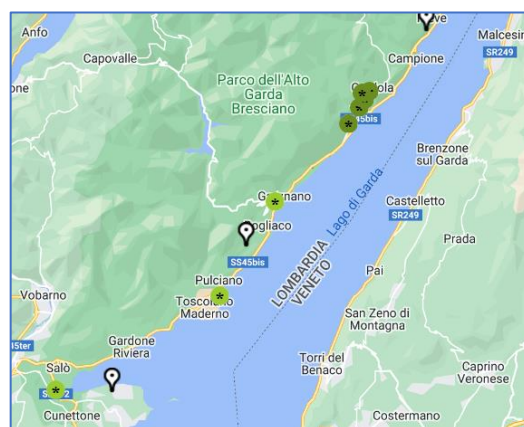 Anfo
Capovalle
Campione
Malcesine
SR249
Parco dell'Alto
Garda
Bresciano
45bis
Brenzone
sul Garda
Lago di Garda
Castelletto
SR249
Prada
SS45bis
LOMBARDIA
VENETO
Pulciano
Pai
Vobarno
Maderno
San Zeno di
Montagna
Gardone
Riviera
45ter
Salò
Torri del
Benaco
Caprino
Veronese
Cunettone
Costermano